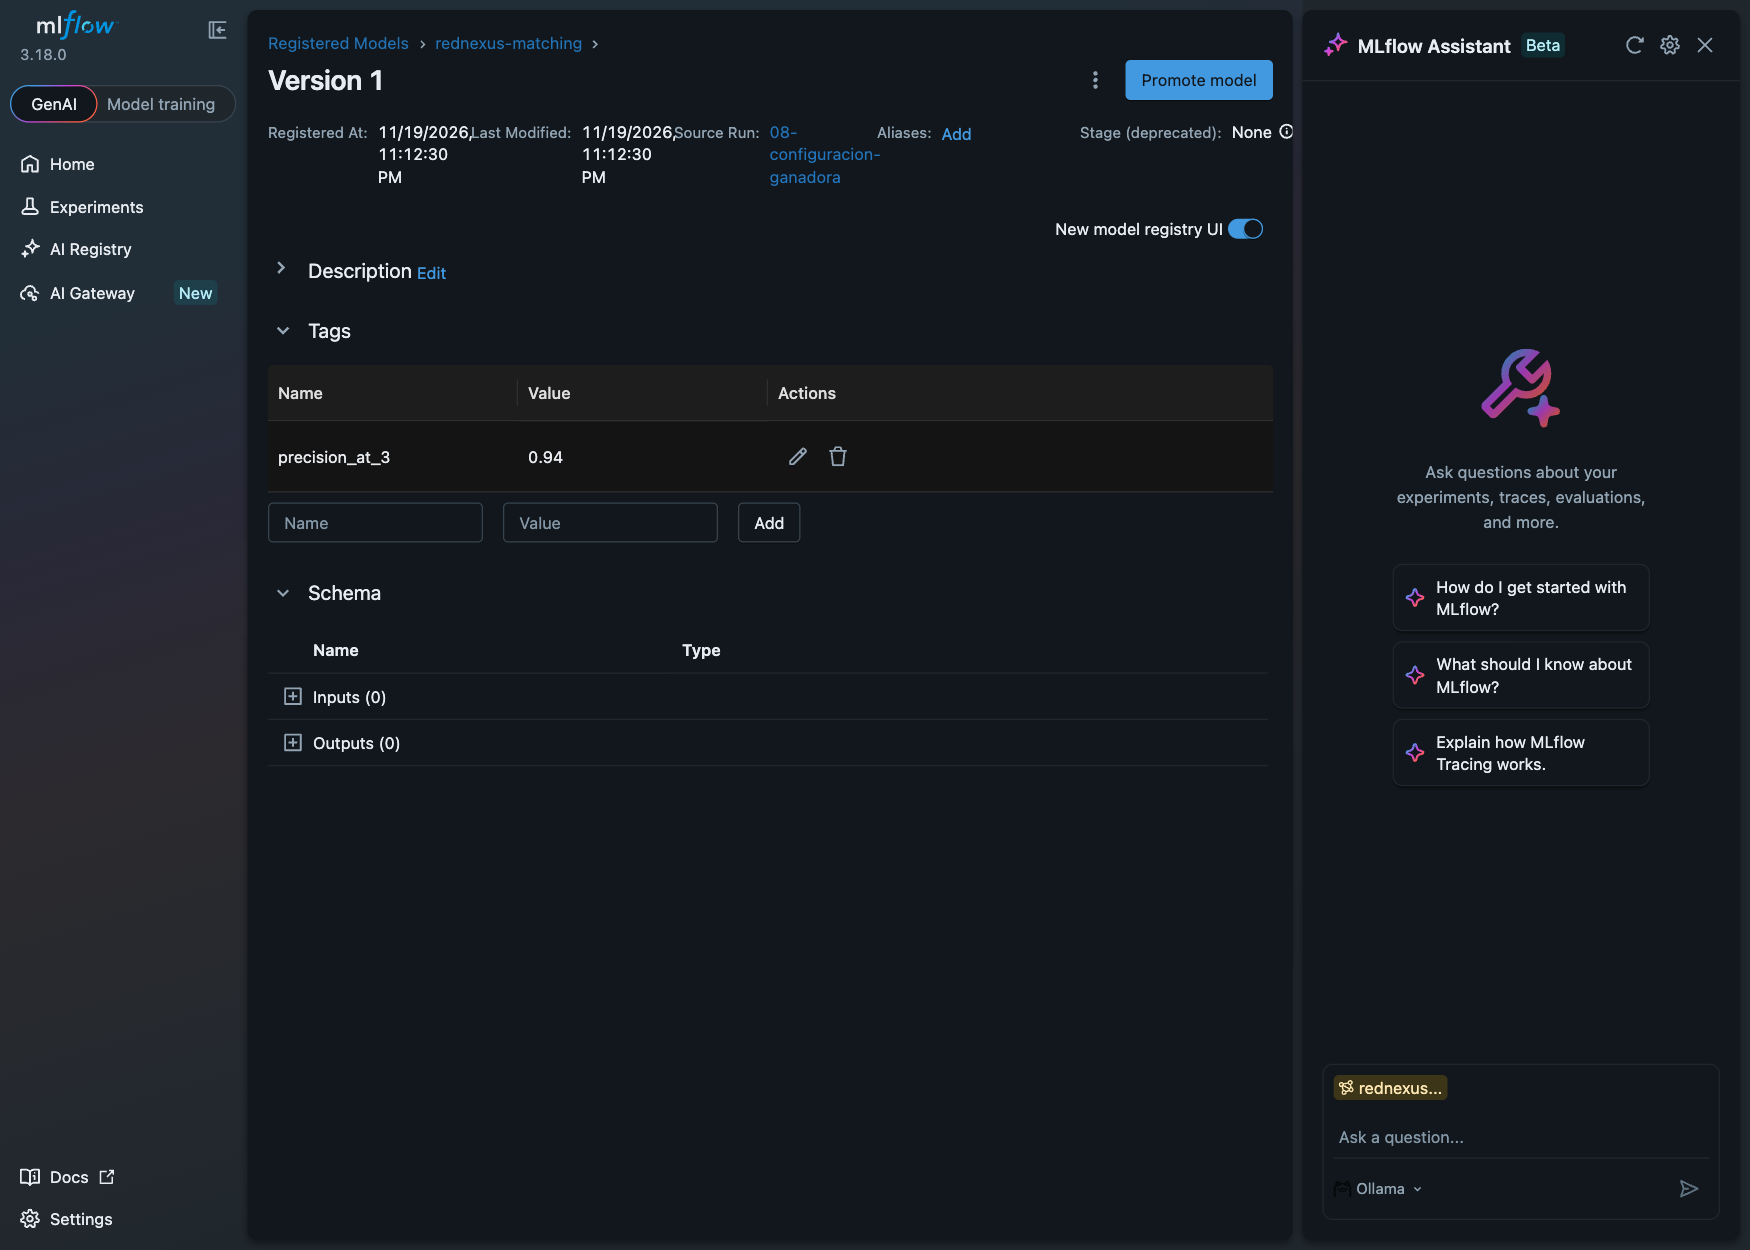 mlflow
3.18.0
GenAI
Model training
Home
Experiments
AI Registry
AI Gateway
New
Docs
Settings
Registered Models
rednexus-matching
Version 1
Promote model
Registered At: 11/19/2026,
11:12:30
PM
Last Modified: 11/19/2026,
11:12:30
PM
Source Run: 08-
configuracion-
ganadora
Aliases: Add
Stage (deprecated): None
New model registry UI
Description Edit
Tags
Name Value Actions
precision_at_3 0.94
Name Value Add
Schema
Name Type
Inputs (0)
Outputs (0)
MLflow Assistant Beta
Ask questions about your
experiments, traces, evaluations,
and more.
How do I get started with
MLflow?
What should I know about
MLflow?
Explain how MLflow
Tracing works.
rednexus...
Ask a question...
Ollama